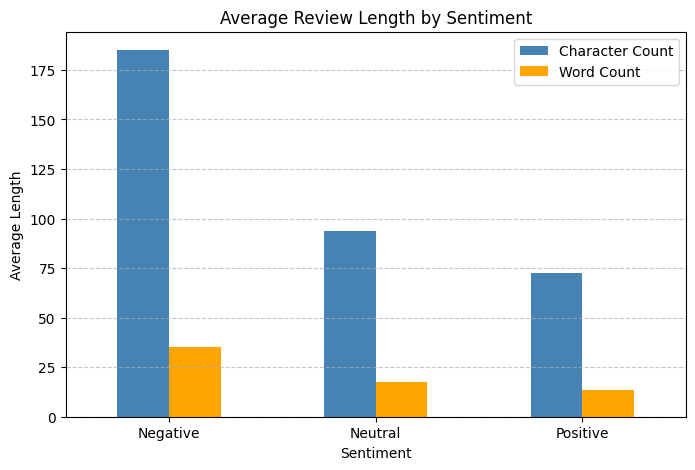 Average Review Length by Sentiment
Character Count
Word Count
Average Length
175
150
125
100
75
50
25
0
Negative
Neutral
Positive
Sentiment